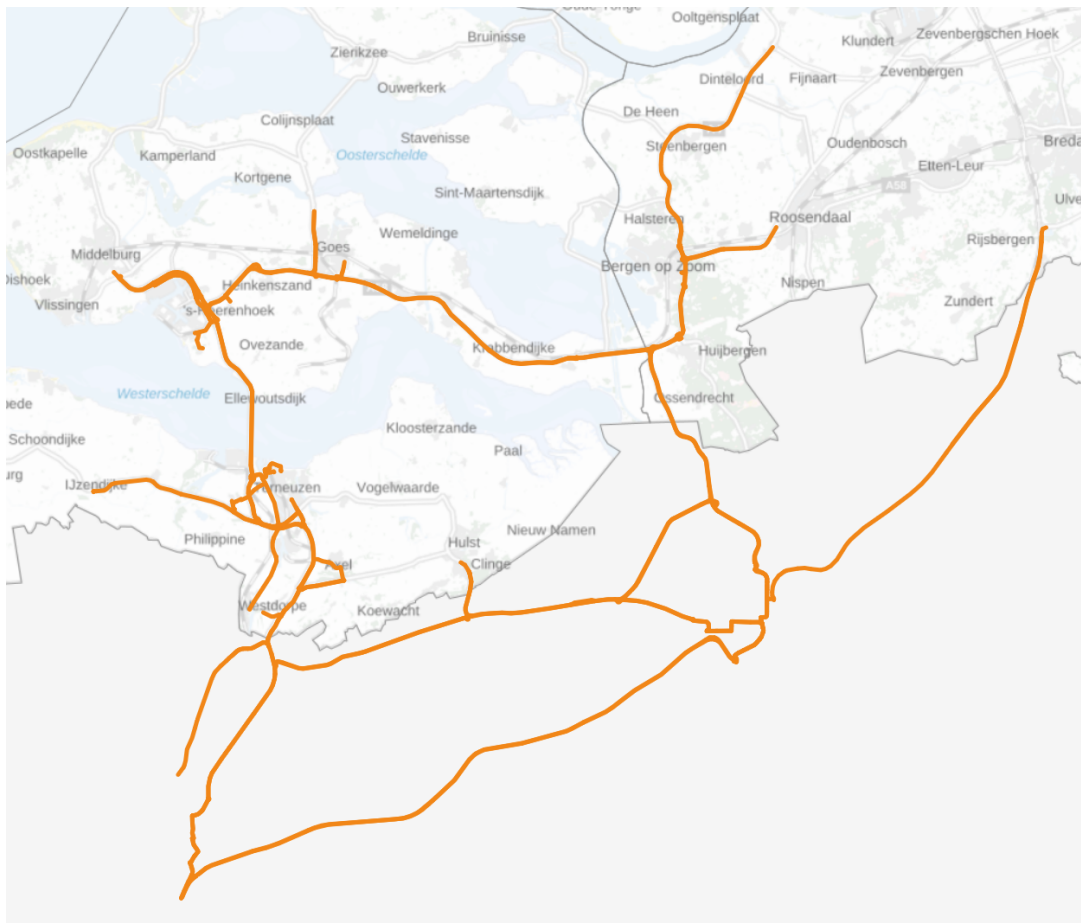 Ooltgensplaat
Klundert
Zevenbergschen Hoek
Bruinisse
Zierikzee
Dinteloord
Fijnaart
Zevenbergen
Ouwerkerk
De Heen
Colijnsplaat
Stavenisse
Steenbergen
Oudenbosch
Breda
Oostkapelle
Kamperland
Oosterschelde
Etten-Leur
Kortgene
Sint-Maartensdijk
A58
Ulve
Halsteren
Roosendaal
Wemeldinge
Rijsbergen
Goes
Middelburg
Bergen op Zoom
Dishoek
Heinkenszand
Nispen
Vlissingen
's-Heerenhoek
Zundert
Ovezande
Krabbendijke
Huijbergen
Westerschelde
Ellewoutsdijk
Ossendrecht
ede
Kloosterzande
Schoondijke
Paal
urg
IJzendijke
Terneuzen
Vogelwaarde
Philippine
Nieuw Namen
Hulst
Axel
Clinge
Westdorpe
Koewacht